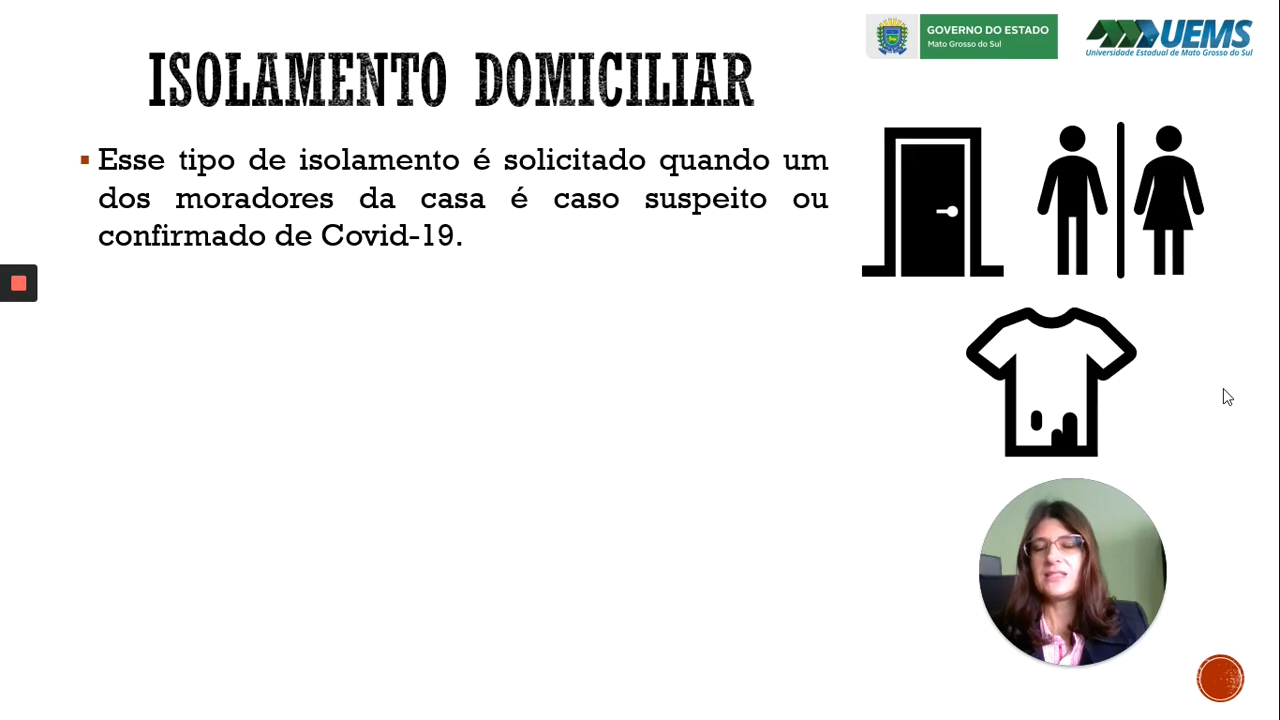 GOVERNO DO ESTADO
Mato Grosso do Sul
UEMS
Universidade Estadual de Mato Grosso do Sul
ISOLAMENTO DOMICILIAR
Esse tipo de isolamento é solicitado quando um
dos moradores da casa é caso suspeito ou
confirmado de Covid-19.